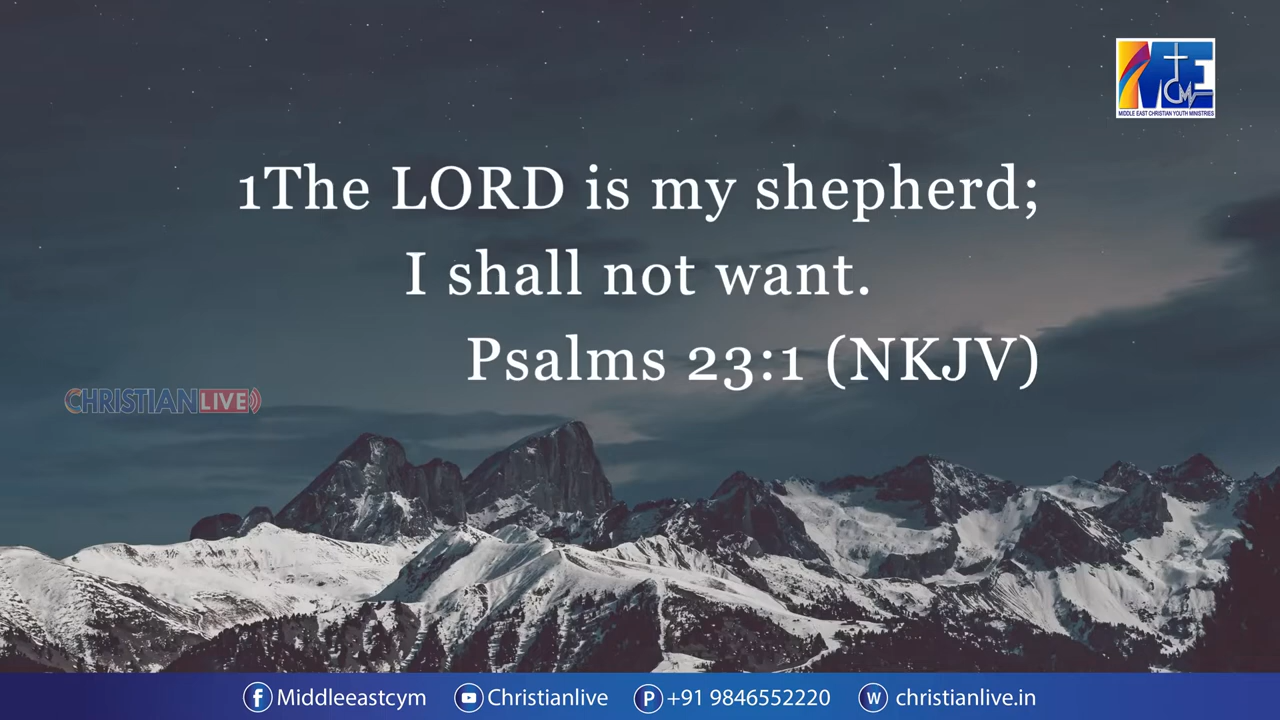 MIDDLE EAST CHRISTIAN YOUTH MINISTRIES
1The LORD is my shepherd;
I shall not want.
Psalms 23:1 (NKJV)
CHRISTIANLIVE
Middleeastcym Christianlive P +91 9846552220 W christianlive.in